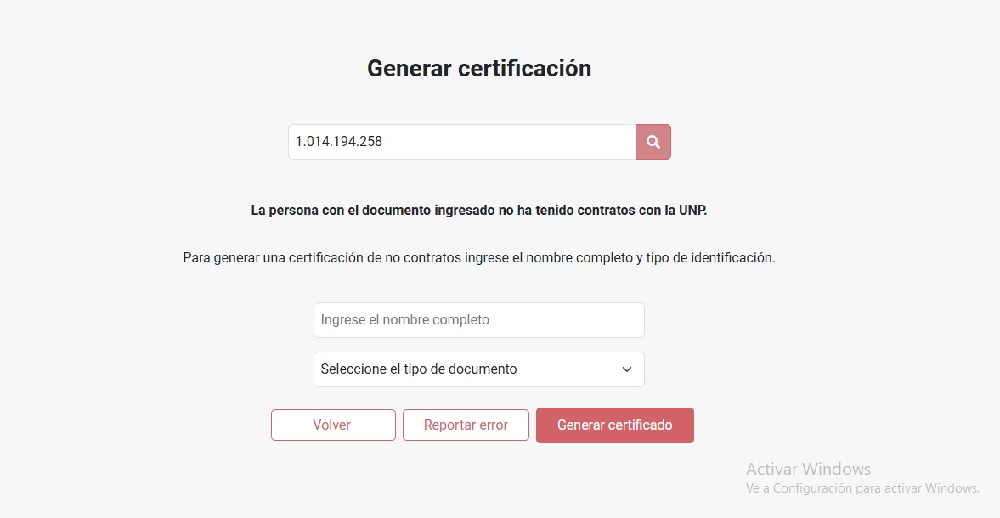 Generar certificación
1.014.194.258
La persona con el documento ingresado no ha tenido contratos con la UNP.
Para generar una certificación de no contratos ingrese el nombre completo y tipo de identificación.
Ingrese el nombre completo
Seleccione el tipo de documento
Volver
Reportar error
Generar certificado
Activar Windows
Ve a Configuración para activar Windows.